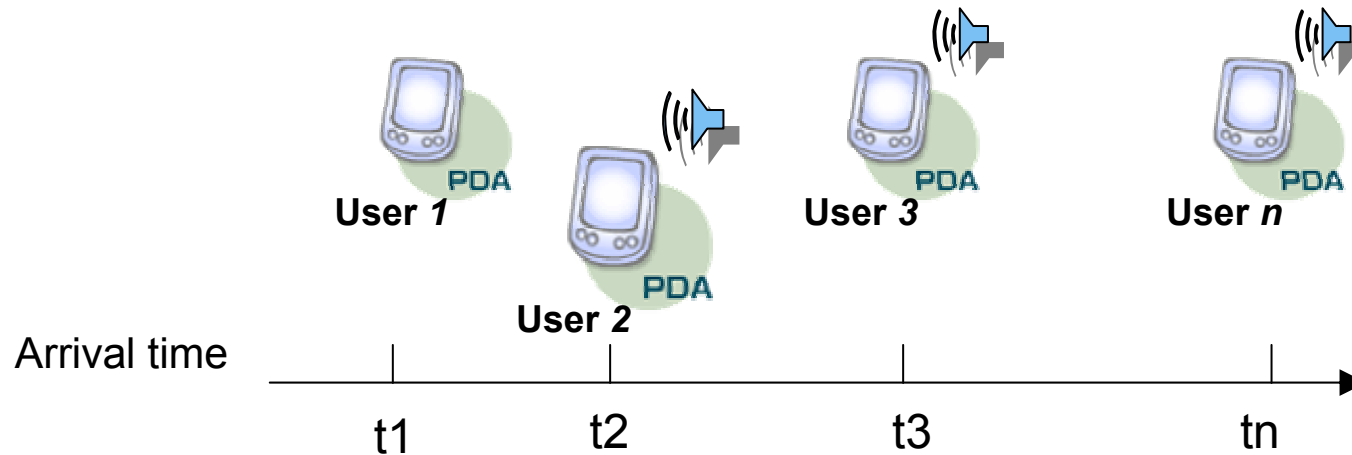 PDA
PDA
PDA
User 1
User 3
User n
PDA
User 2
Arrival time
t1
t2
t3
tn